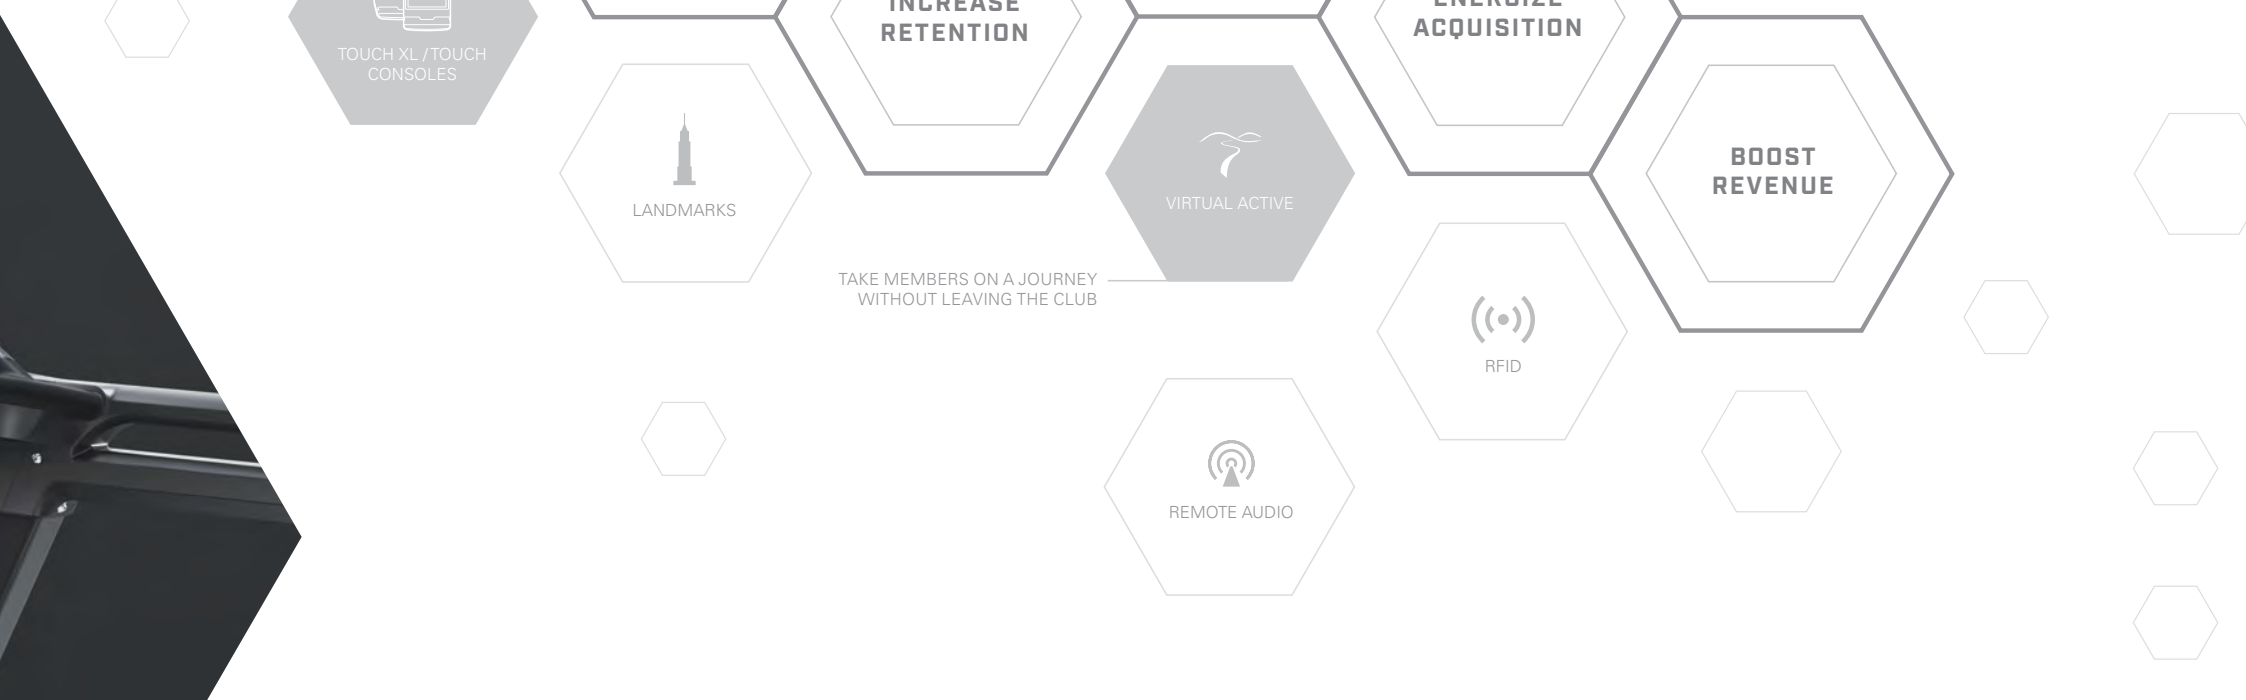 INCREASE
RETENTION
ENERGIZE
ACQUISITION
TOUCH XL / TOUCH
CONSOLES
BOOST
REVENUE
LANDMARKS
VIRTUAL ACTIVE
TAKE MEMBERS ON A JOURNEY
WITHOUT LEAVING THE CLUB
RFID
REMOTE AUDIO